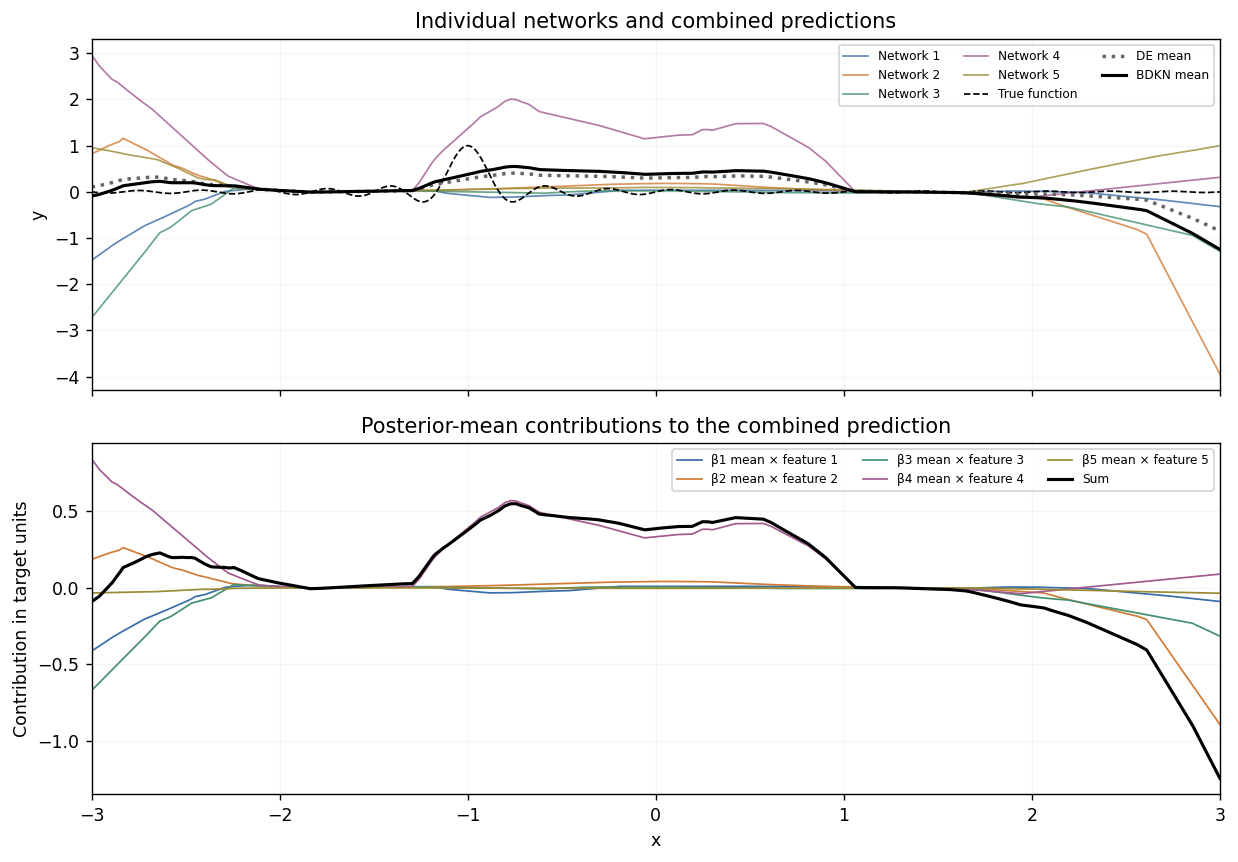 Individual networks and combined predictions
Network 1
Network 2
Network 3
Network 4
Network 5
True function
DE mean
BDKN mean
y
3
2
1
0
−1
−2
−3
−4
Posterior-mean contributions to the combined prediction
β1 mean × feature 1
β2 mean × feature 2
β3 mean × feature 3
β4 mean × feature 4
β5 mean × feature 5
Sum
Contribution in target units
0.5
0.0
−0.5
−1.0
−3
−2
−1
0
1
2
3
x